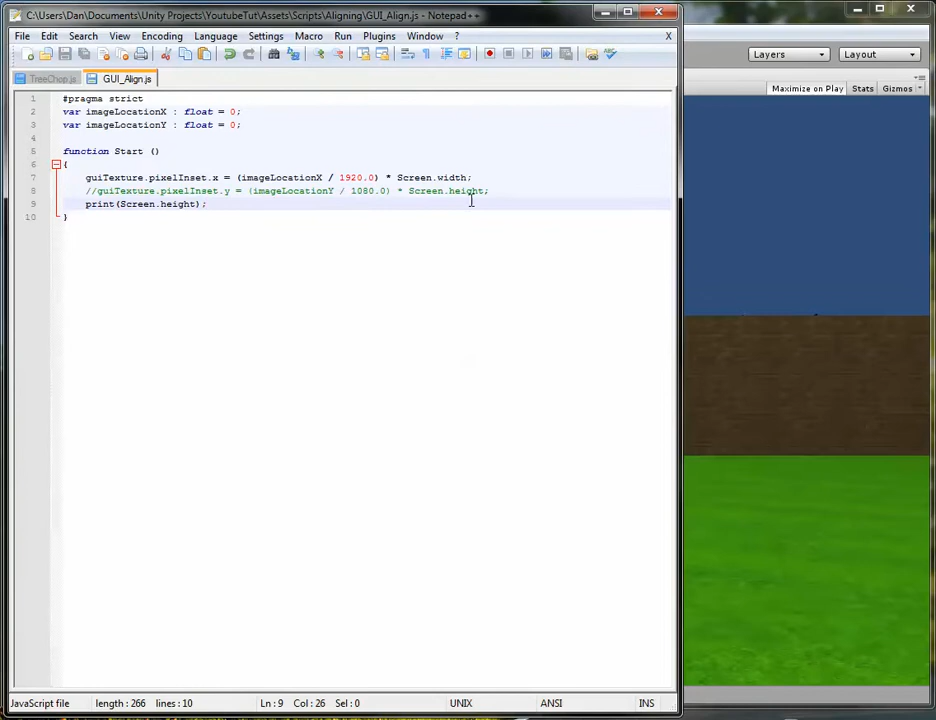 C:\Users\Dan\Documents\Unity Projects\YoutubeTut\Assets\Scripts\Aligning\GUI_Align.js - Notepad++
File Edit Search View Encoding Language Settings Macro Run Plugins Window ? X
Layers Layout
TreeChop.js GUI_Align.js
Maximize on Play Stats Gizmos
1 #pragma strict
2 var imageLocationX : float = 0;
3 var imageLocationY : float = 0;
4
5 function Start ()
6 {
7 guiTexture.pixelInset.x = (imageLocationX / 1920.0) * Screen.width;
8 //guiTexture.pixelInset.y = (imageLocationY / 1080.0) * Screen.height;
9 print(Screen.height);
10 }
JavaScript file length : 266 lines : 10 Ln : 9 Col : 26 Sel : 0 UNIX ANSI INS